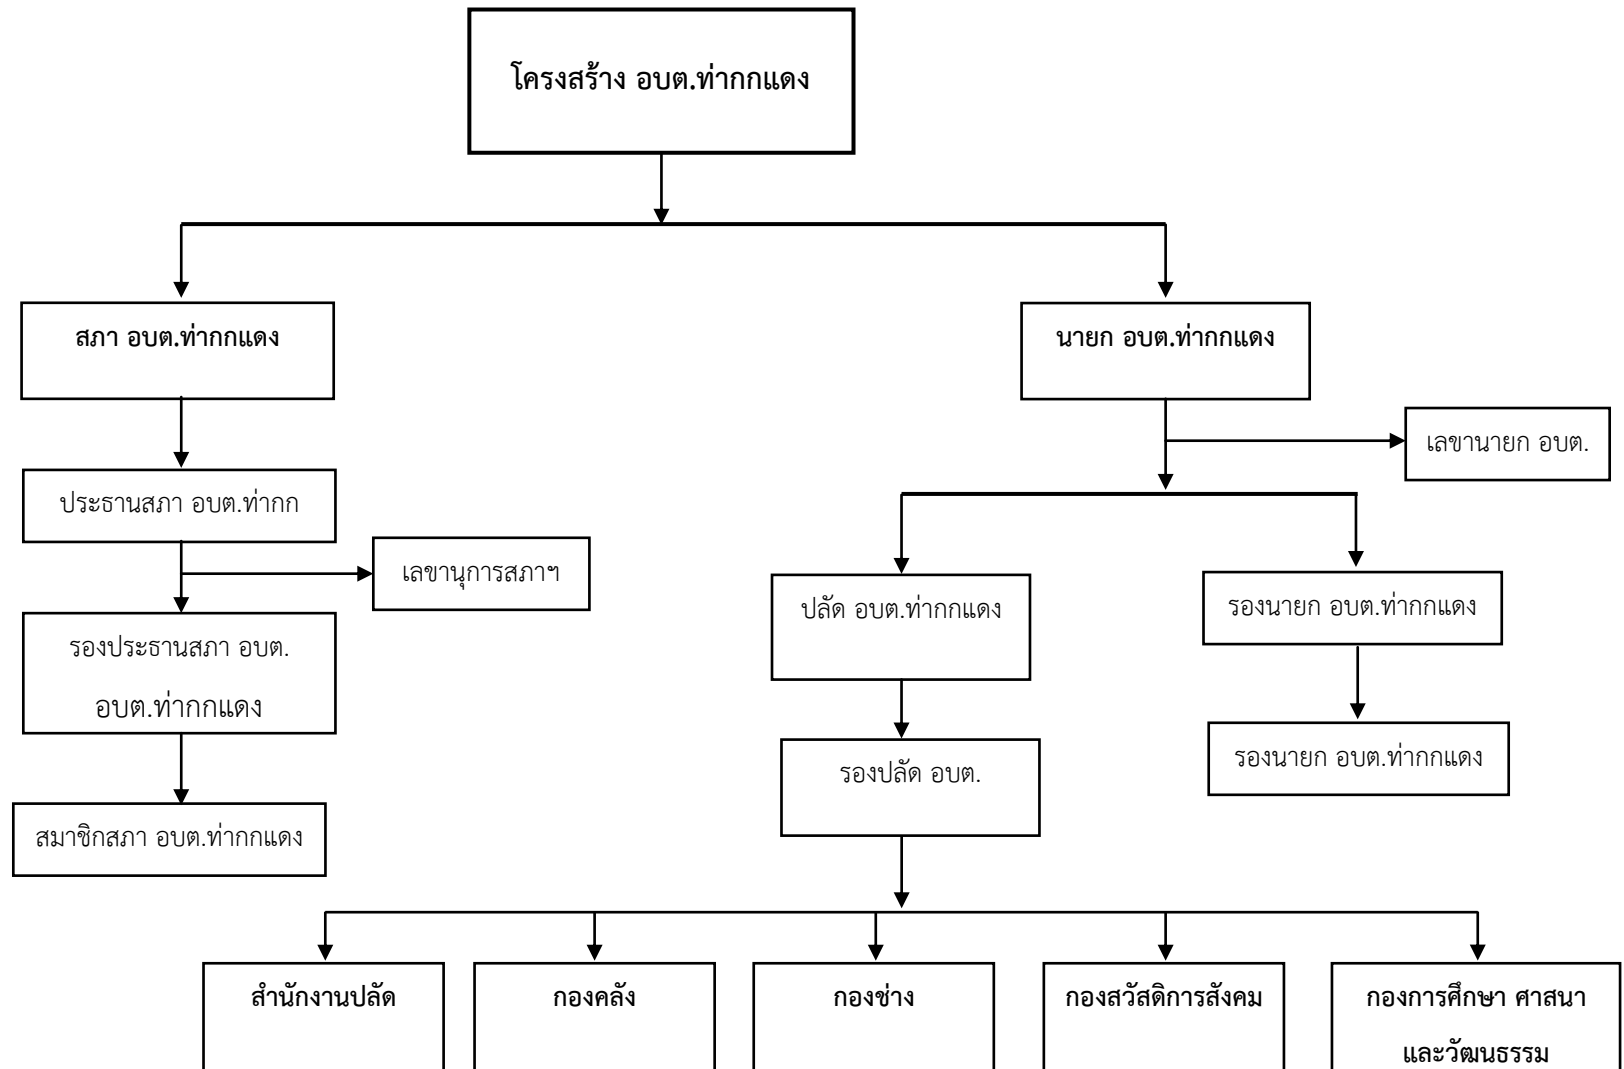 โครงสร้าง อบต.ท่ากกแดง
สภา อบต.ท่ากกแดง
นายก อบต.ท่ากกแดง
เลขานายก อบต.
ประธานสภา อบต.ท่ากก
เลขานุการสภาฯ
ปลัด อบต.ท่ากกแดง
รองนายก อบต.ท่ากกแดง
รองประธานสภา อบต.
อบต.ท่ากกแดง
รองปลัด อบต.
รองนายก อบต.ท่ากกแดง
สมาชิกสภา อบต.ท่ากกแดง
สำนักงานปลัด
กองคลัง
กองช่าง
กองสวัสดิการสังคม
กองการศึกษา ศาสนา
และวัฒนธรรม